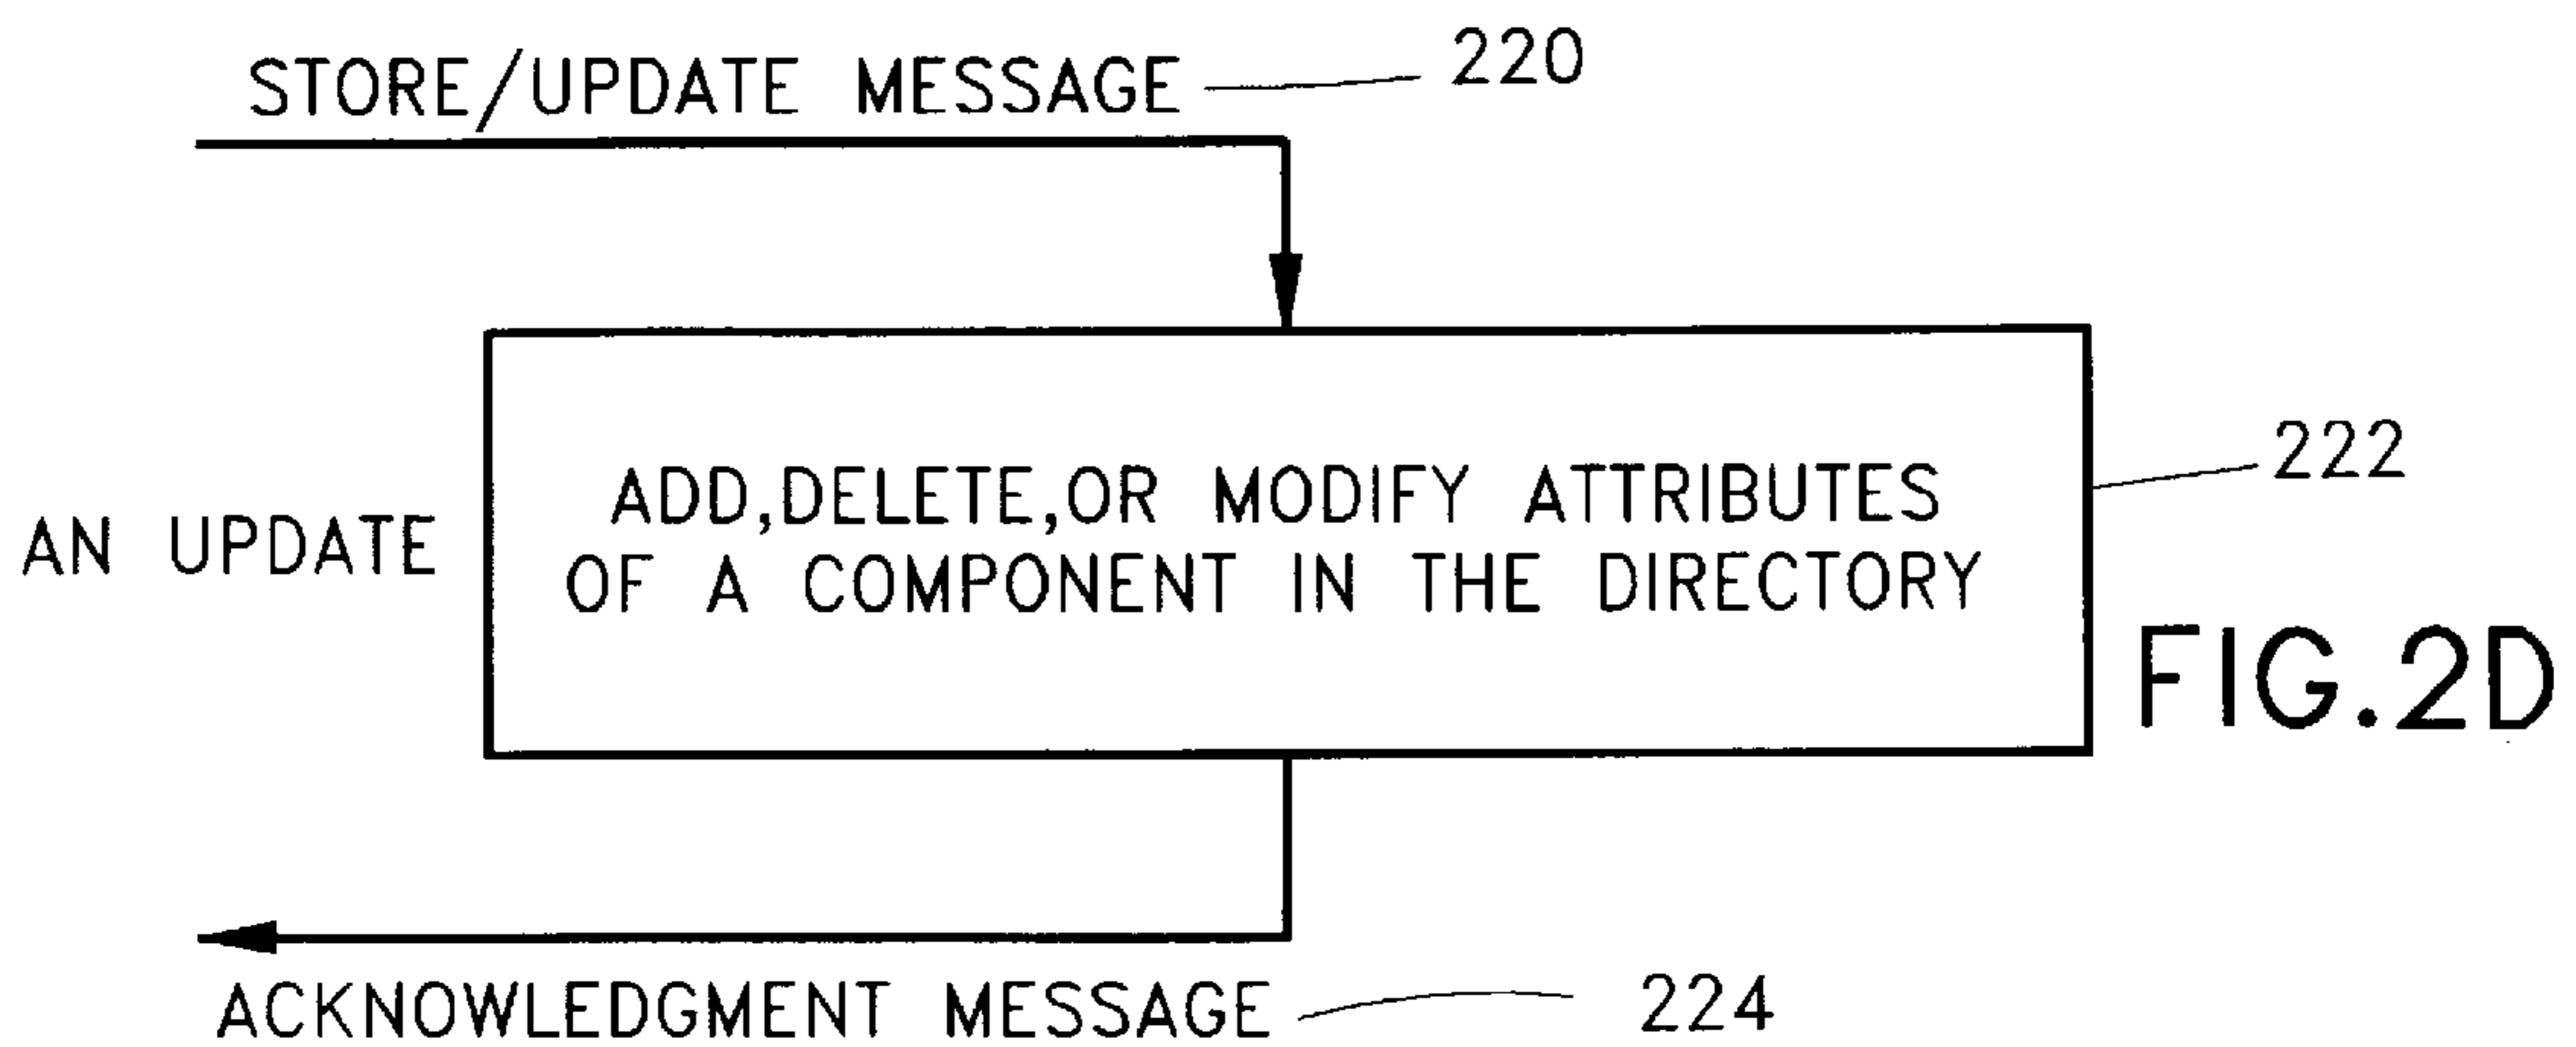 STORE/UPDATE MESSAGE 220
ADD,DELETE,OR MODIFY ATTRIBUTES
OF A COMPONENT IN THE DIRECTORY
222
AN UPDATE
FIG.2D
ACKNOWLEDGMENT MESSAGE 224